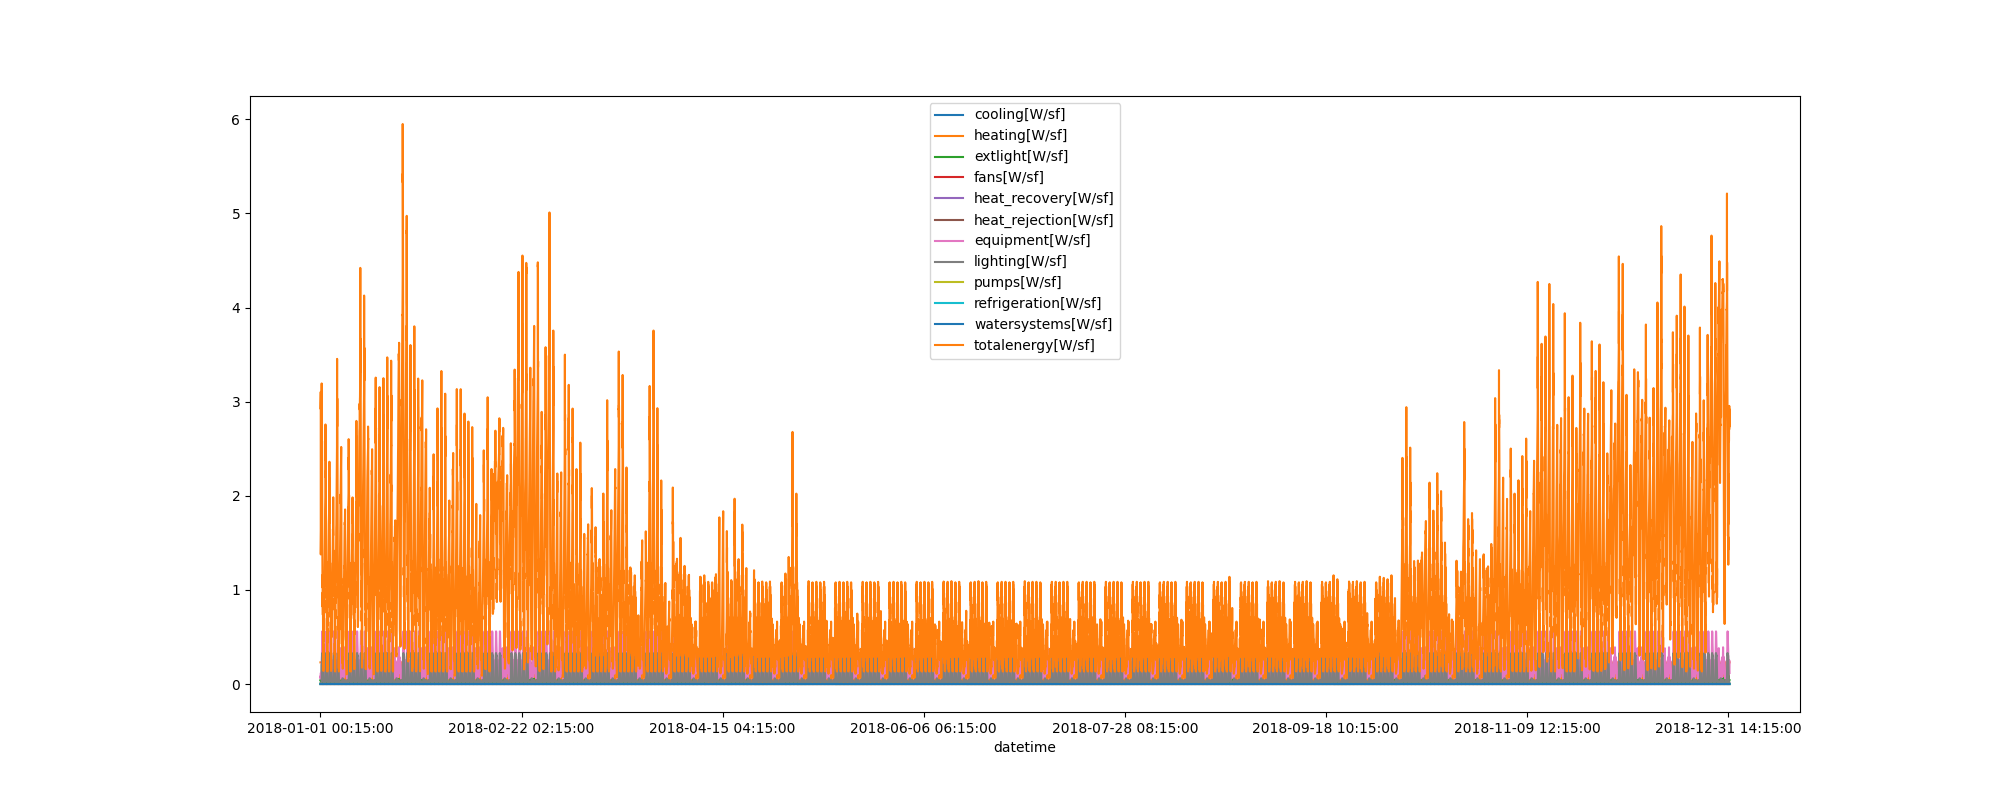 6
5
4
3
2
1
0
cooling[W/sf]
heating[W/sf]
extlight[W/sf]
fans[W/sf]
heat_recovery[W/sf]
heat_rejection[W/sf]
equipment[W/sf]
lighting[W/sf]
pumps[W/sf]
refrigeration[W/sf]
watersystems[W/sf]
totalenergy[W/sf]
2018-01-01 00:15:00 2018-02-22 02:15:00 2018-04-15 04:15:00 2018-06-06 06:15:00 2018-07-28 08:15:00 2018-09-18 10:15:00 2018-11-09 12:15:00 2018-12-31 14:15:00
datetime